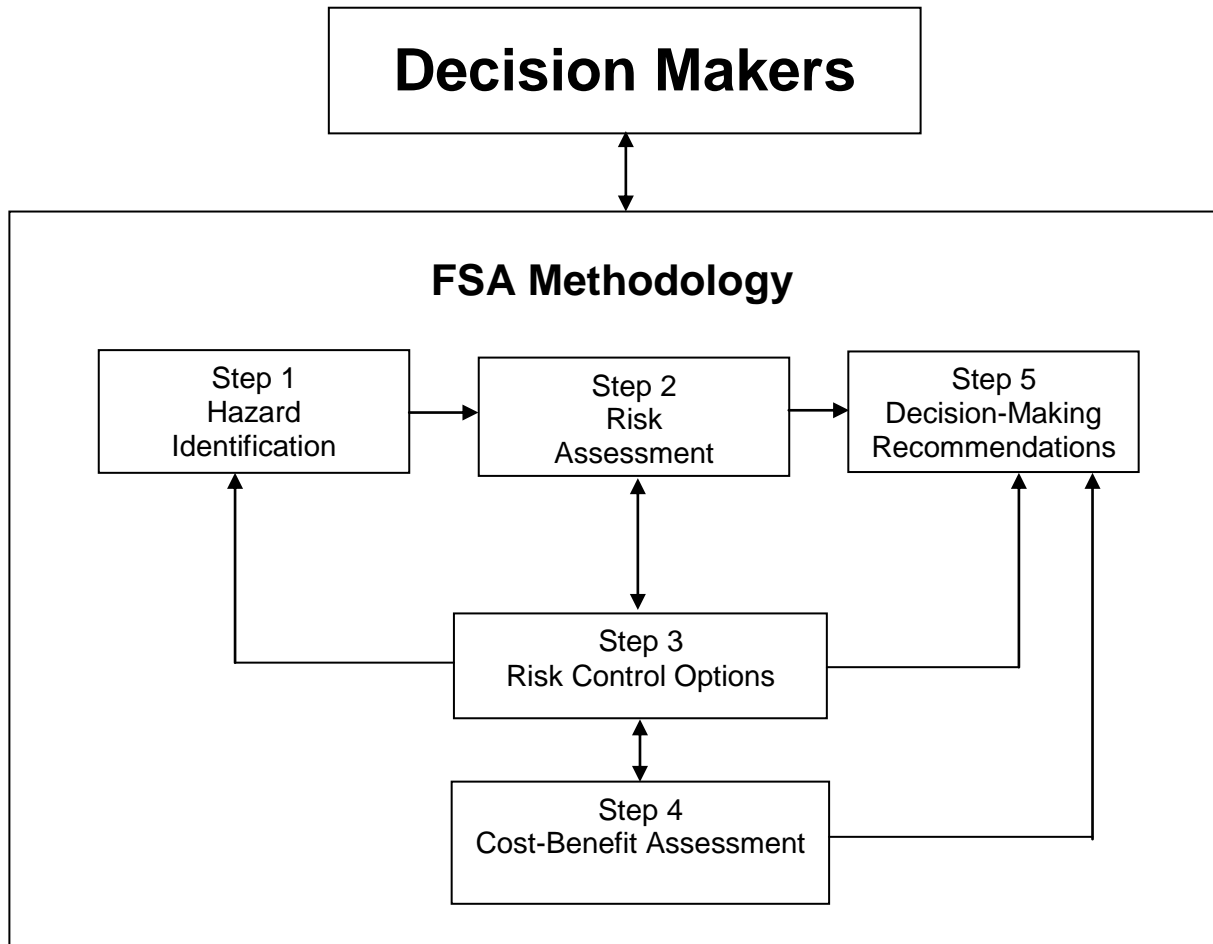 Decision Makers
FSA Methodology
Step 1
Hazard
Identification
Step 2
Risk
Assessment
Step 5
Decision-Making
Recommendations
Step 3
Risk Control Options
Step 4
Cost-Benefit Assessment